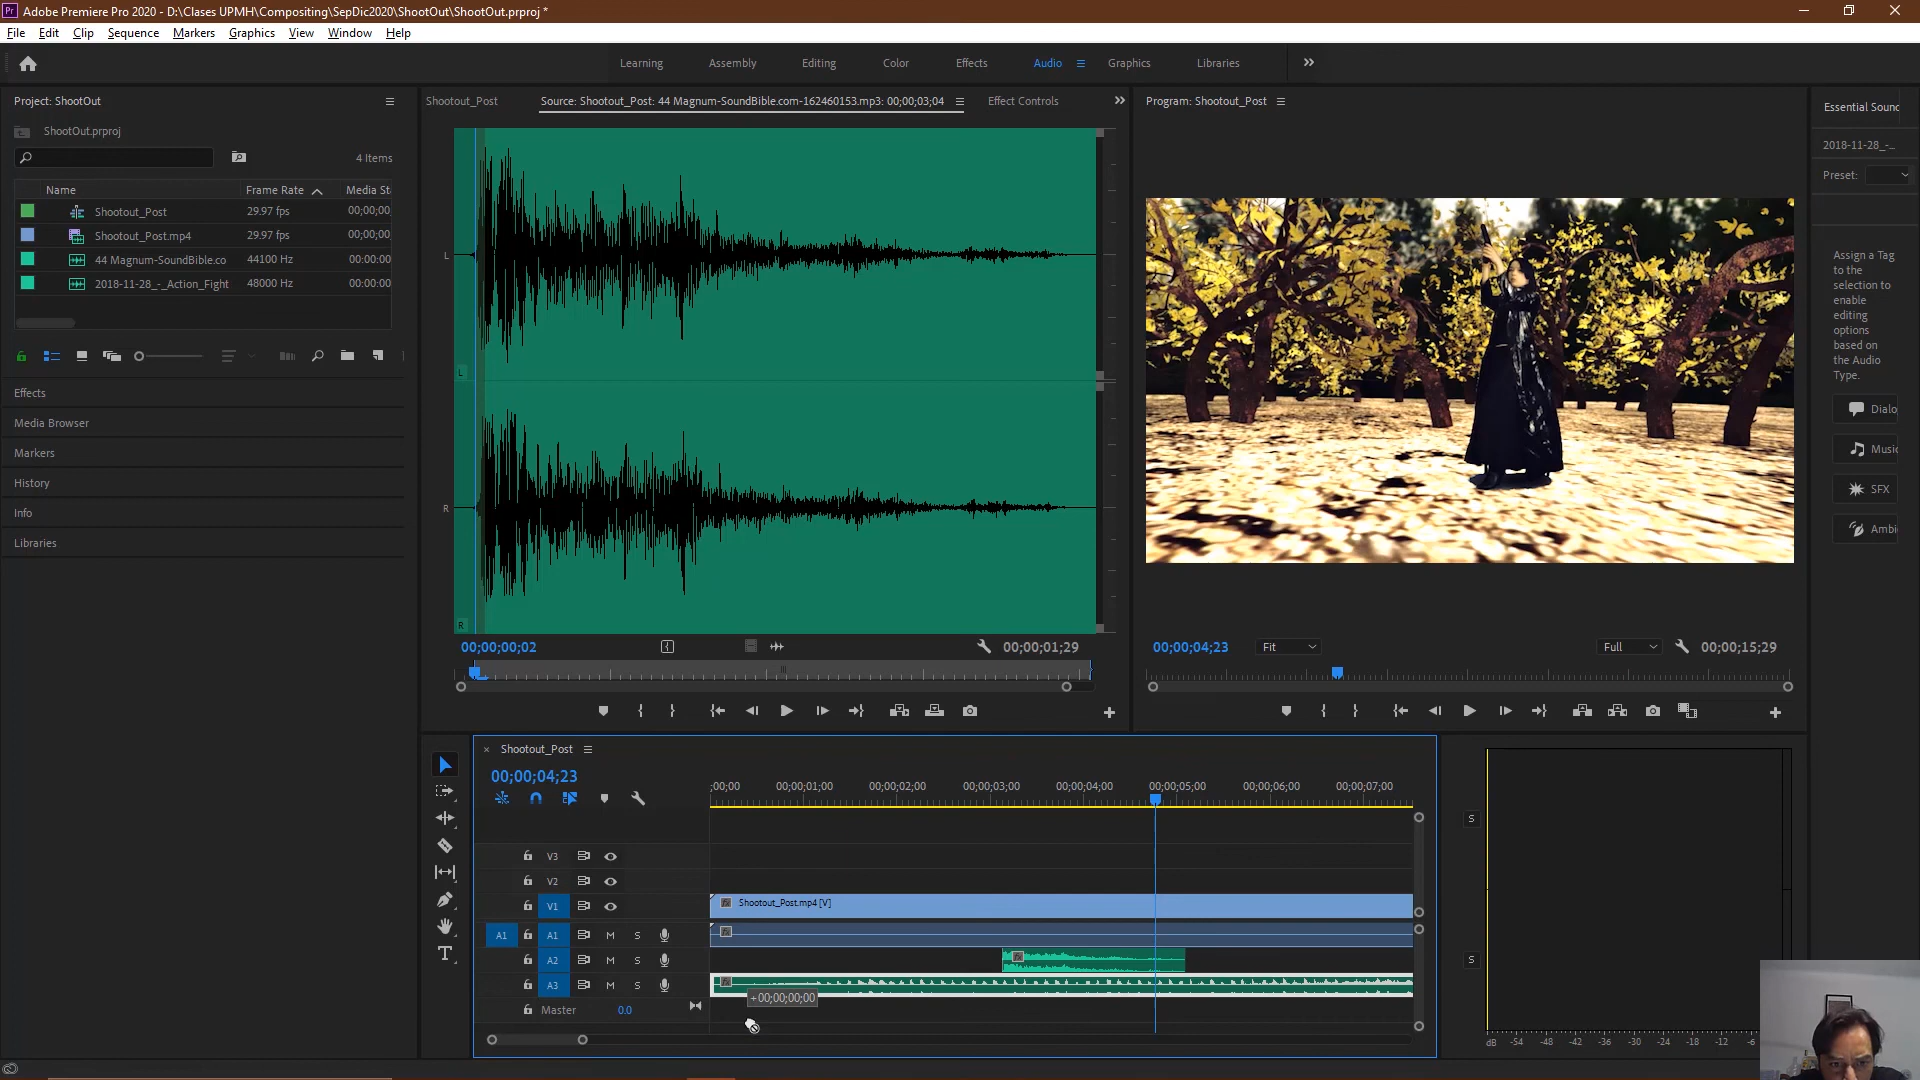 Pr Adobe Premiere Pro 2020 - D:\Clases UPMH\Compositing\SepDic2020\ShootOut\ShootOut.prproj *
File Edit Clip Sequence Markers Graphics View Window Help
Learning Assembly Editing Color Effects Audio Graphics Libraries
Project: ShootOut
Shootout_Post
Source: Shootout_Post: 44 Magnum-SoundBible.com-162460153.mp3: 00;00;03;04
Effect Controls
Program: Shootout_Post
Essential Sound
ShootOut.prproj
2018-11-28_-...
4 Items
Preset:
Name Frame Rate Media St
Shootout_Post 29.97 fps 00;00;00
Shootout_Post.mp4 29.97 fps 00;00;00
44 Magnum-SoundBible.co 44100 Hz 00:00:00
2018-11-28_-_Action_Fight 48000 Hz 00:00:00
L
L
R
R
Assign a Tag
to the
selection to
enable
editing
options
based on
the Audio
Type.
Effects
Media Browser
Markers
History
Info
Libraries
Dialo
Music
SFX
Ambi
00;00;00;02
00;00;01;29
00;00;04;23 Fit
Full 00;00;15;29
Shootout_Post
00;00;04;23
;00;00 00;00;01;00 00;00;02;00 00;00;03;00 00;00;04;00 00;00;05;00 00;00;06;00 00;00;07;00
V3
V2
V1
fx Shootout_Post.mp4 [V]
A1 A1 M S
fx
A2 M S
fx
A3 M S
fx
+00;00;00;00
Master 0.0
S
S
dB -54 -48 -42 -36 -30 -24 -18 -12 -6